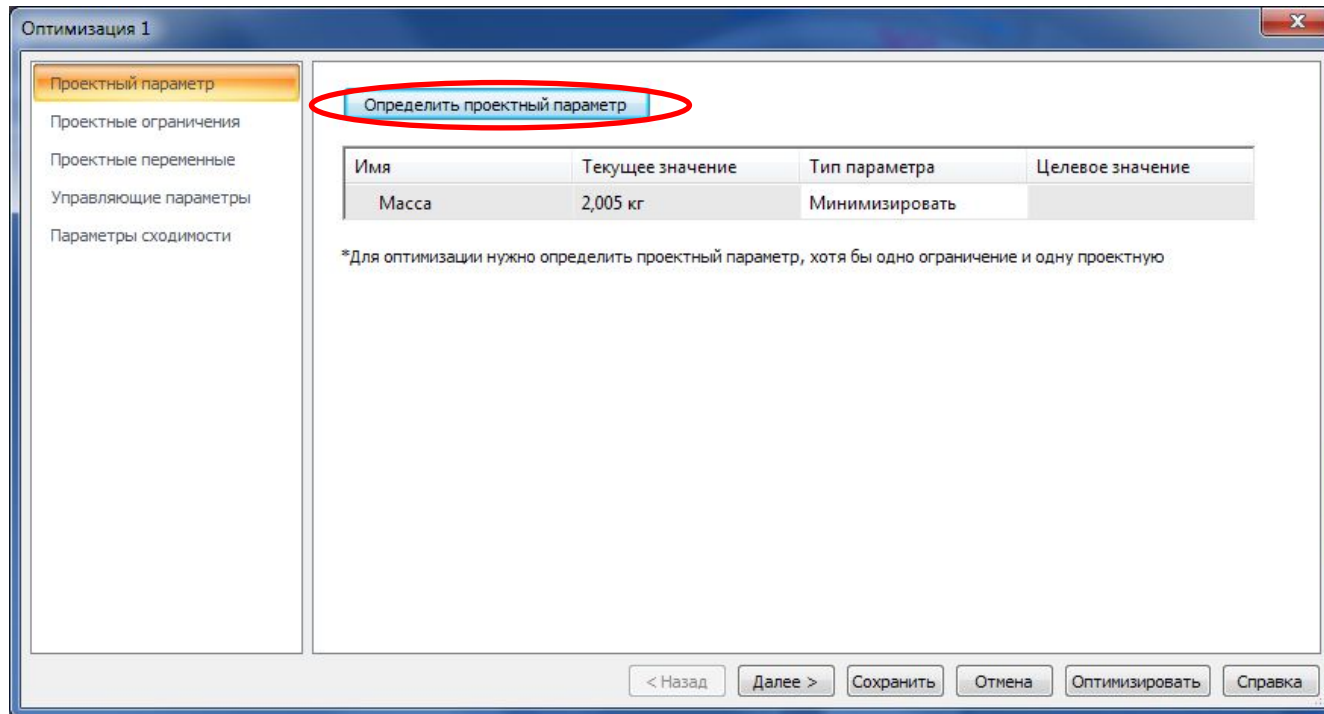 Оптимизация 1
Проектный параметр
Проектные ограничения
Проектные переменные
Управляющие параметры
Параметры сходимости
Определить проектный параметр
Имя Текущее значение Тип параметра Целевое значение
Масса 2,005 кг Минимизировать
*Для оптимизации нужно определить проектный параметр, хотя бы одно ограничение и одну проектную
< Назад Далее > Сохранить Отмена Оптимизировать Справка